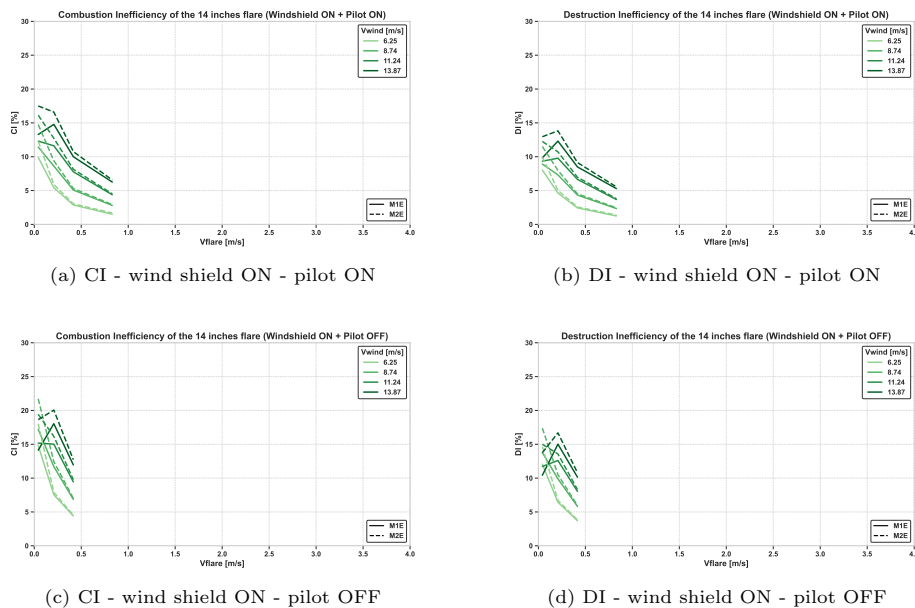 Combustion Inefficiency of the 14 inches flare (Windshield ON + Pilot ON)
30
25
20
15
10
5
0
CI [%]
Vwind [m/s]
6.25
8.74
11.24
13.87
M1E
M2E
0.0 0.5 1.0 1.5 2.0 2.5 3.0 3.5 4.0
Vflare [m/s]
(a) CI - wind shield ON - pilot ON
Destruction Inefficiency of the 14 inches flare (Windshield ON + Pilot ON)
30
25
20
15
10
5
0
DI [%]
Vwind [m/s]
6.25
8.74
11.24
13.87
M1E
M2E
0.0 0.5 1.0 1.5 2.0 2.5 3.0 3.5 4.
Vflare [m/s]
(b) DI - wind shield ON - pilot ON
Combustion Inefficiency of the 14 inches flare (Windshield ON + Pilot OFF)
30
25
20
15
10
5
0
CI [%]
Vwind [m/s]
6.25
8.74
11.24
13.87
M1E
M2E
0.0 0.5 1.0 1.5 2.0 2.5 3.0 3.5 4.0
Vflare [m/s]
(c) CI - wind shield ON - pilot OFF
Destruction Inefficiency of the 14 inches flare (Windshield ON + Pilot OFF)
30
25
20
15
10
5
0
DI [%]
Vwind [m/s]
6.25
8.74
11.24
13.87
M1E
M2E
0.0 0.5 1.0 1.5 2.0 2.5 3.0 3.5 4.
Vflare [m/s]
(d) DI - wind shield ON - pilot OFF